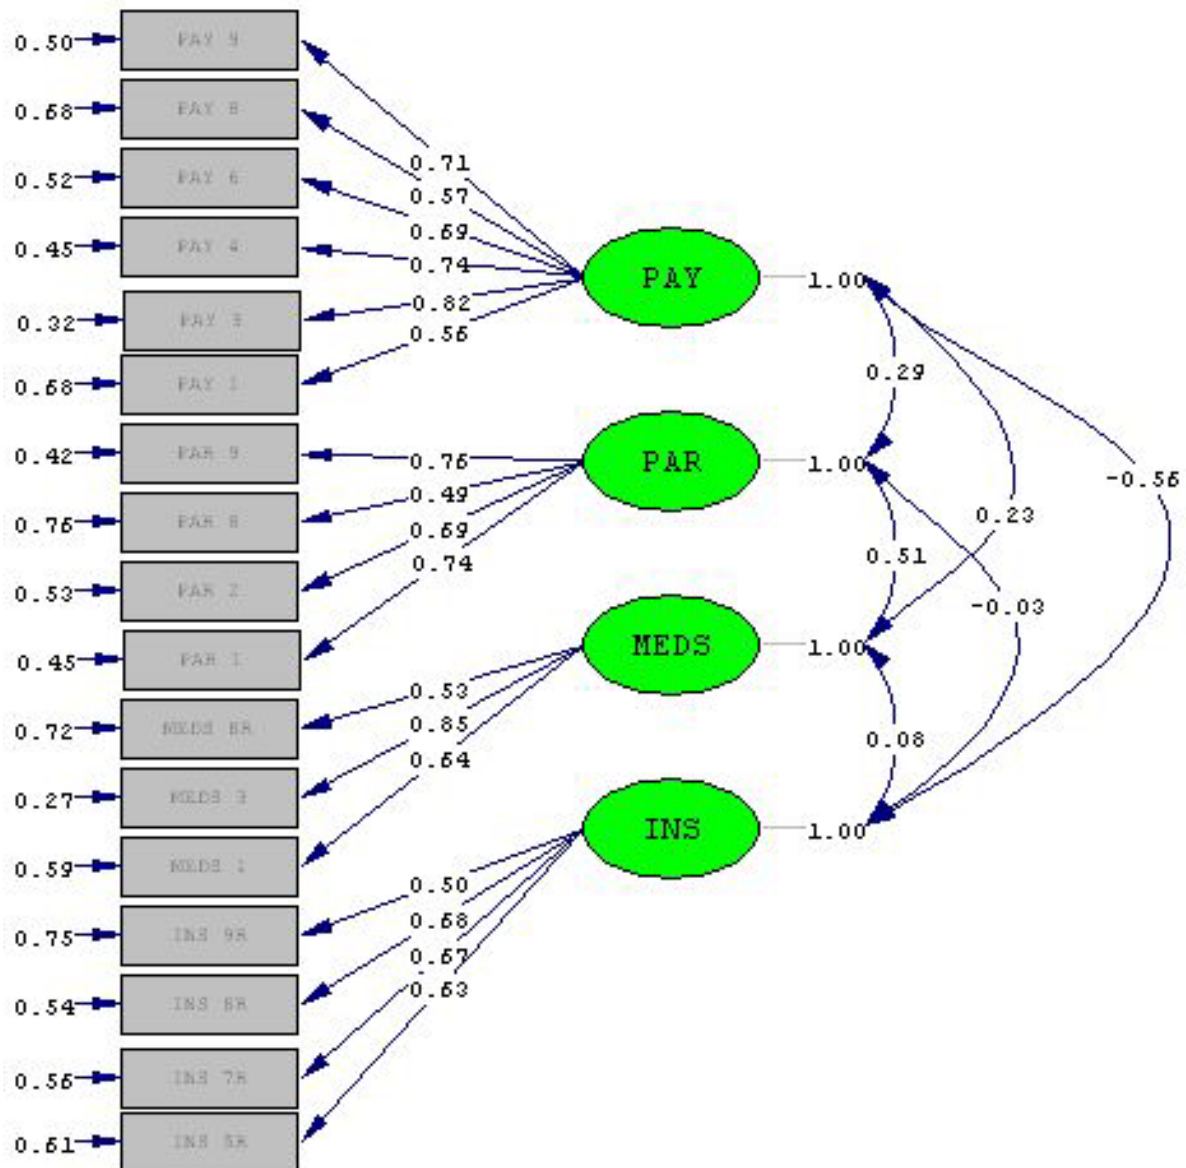 0.50 PAY 9
0.68 PAY 8
0.52 PAY 6
0.45 PAY 4
0.32 PAY 3
0.68 PAY 1
0.42 PAR 9
0.76 PAR 8
0.53 PAR 2
0.45 PAR 1
0.72 MEDS 8R
0.27 MEDS 3
0.59 MEDS 1
0.75 INS 9R
0.54 INS 8R
0.56 INS 7R
0.61 INS 5R
0.71
0.57
0.69
0.74
0.82
0.56
0.76
0.49
0.69
0.74
0.53
0.85
0.64
0.50
0.68
0.67
0.63
PAY 1.00
PAR 1.00
MEDS 1.00
INS 1.00
0.29
0.51
0.08
0.23
-0.03
-0.56